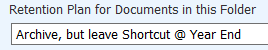 Retention Plan for Documents in this Folder
Archive, but leave Shortcut @ Year End